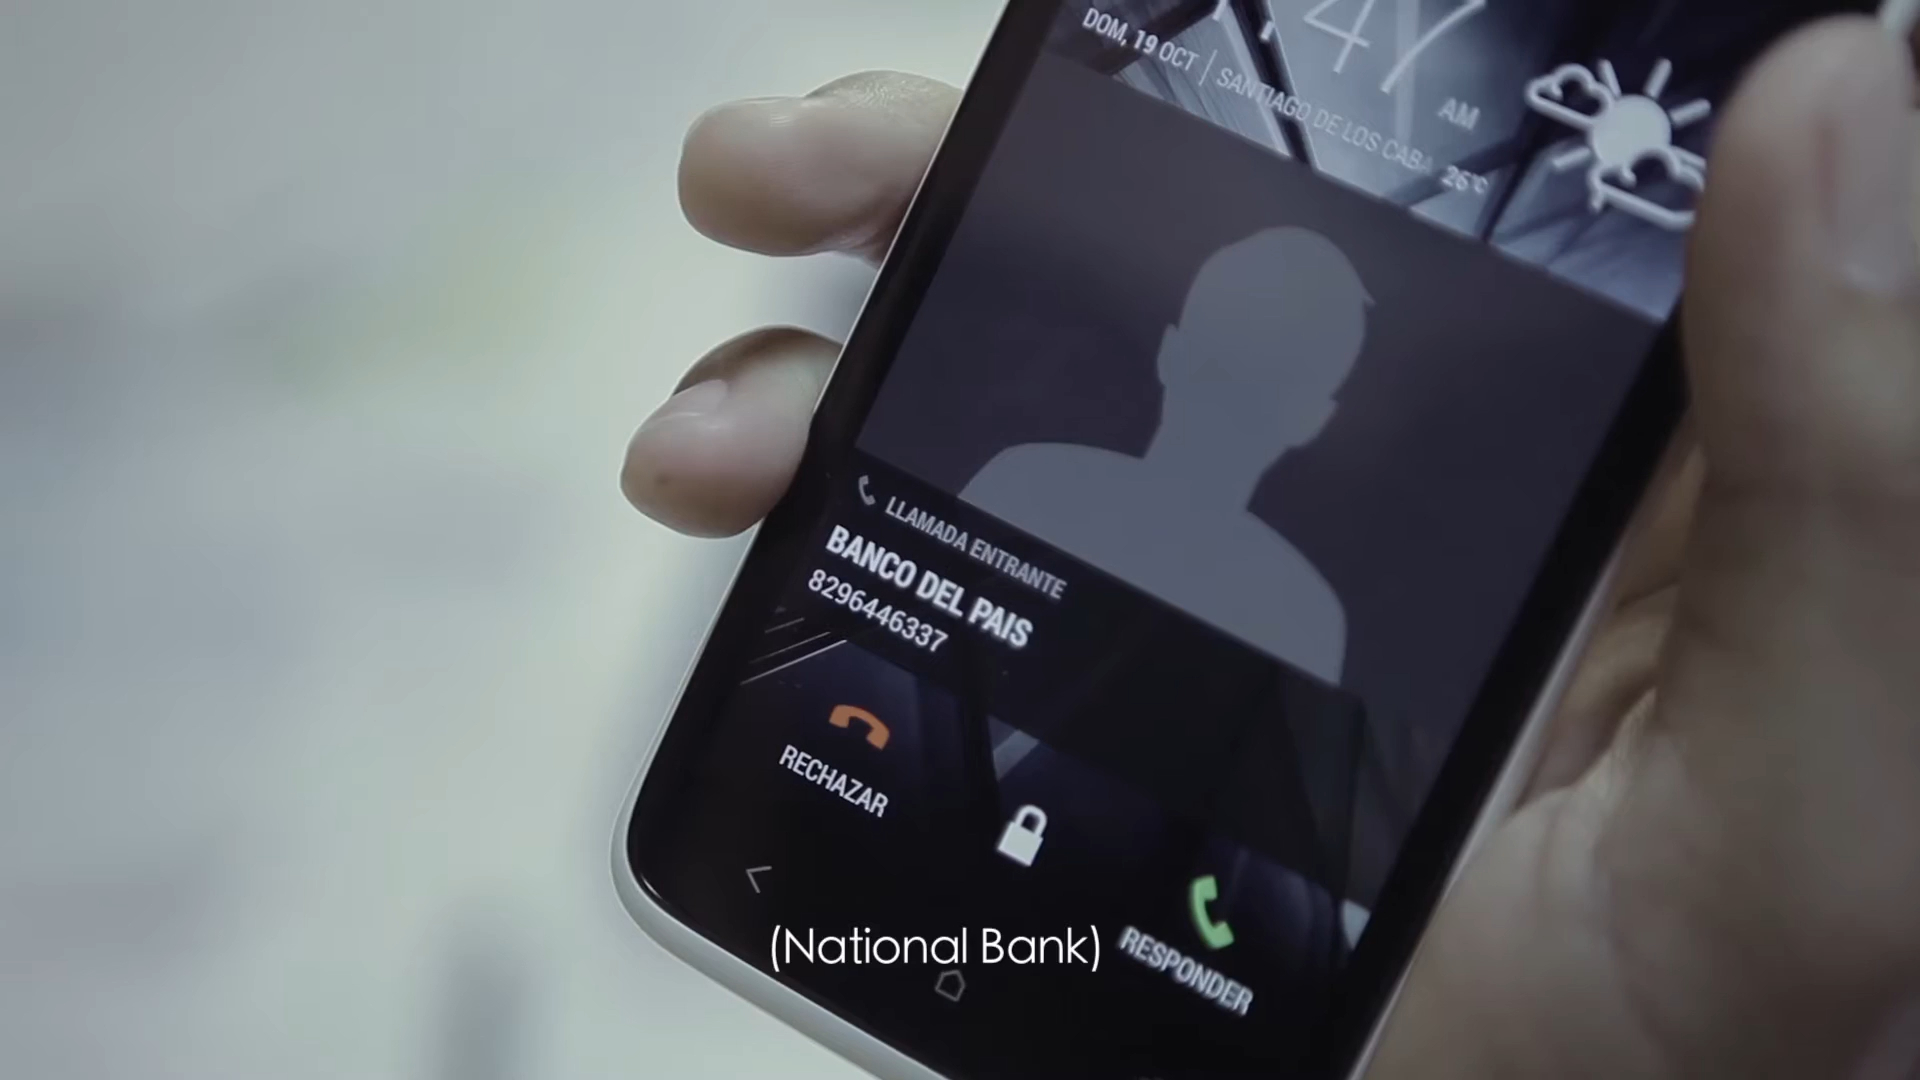 47 AM
DOM, 19 OCT | SANTIAGO DE LOS CABA 26°C
LLAMADA ENTRANTE
BANCO DEL PAIS
8296446337
RECHAZAR
RESPONDER
(National Bank)